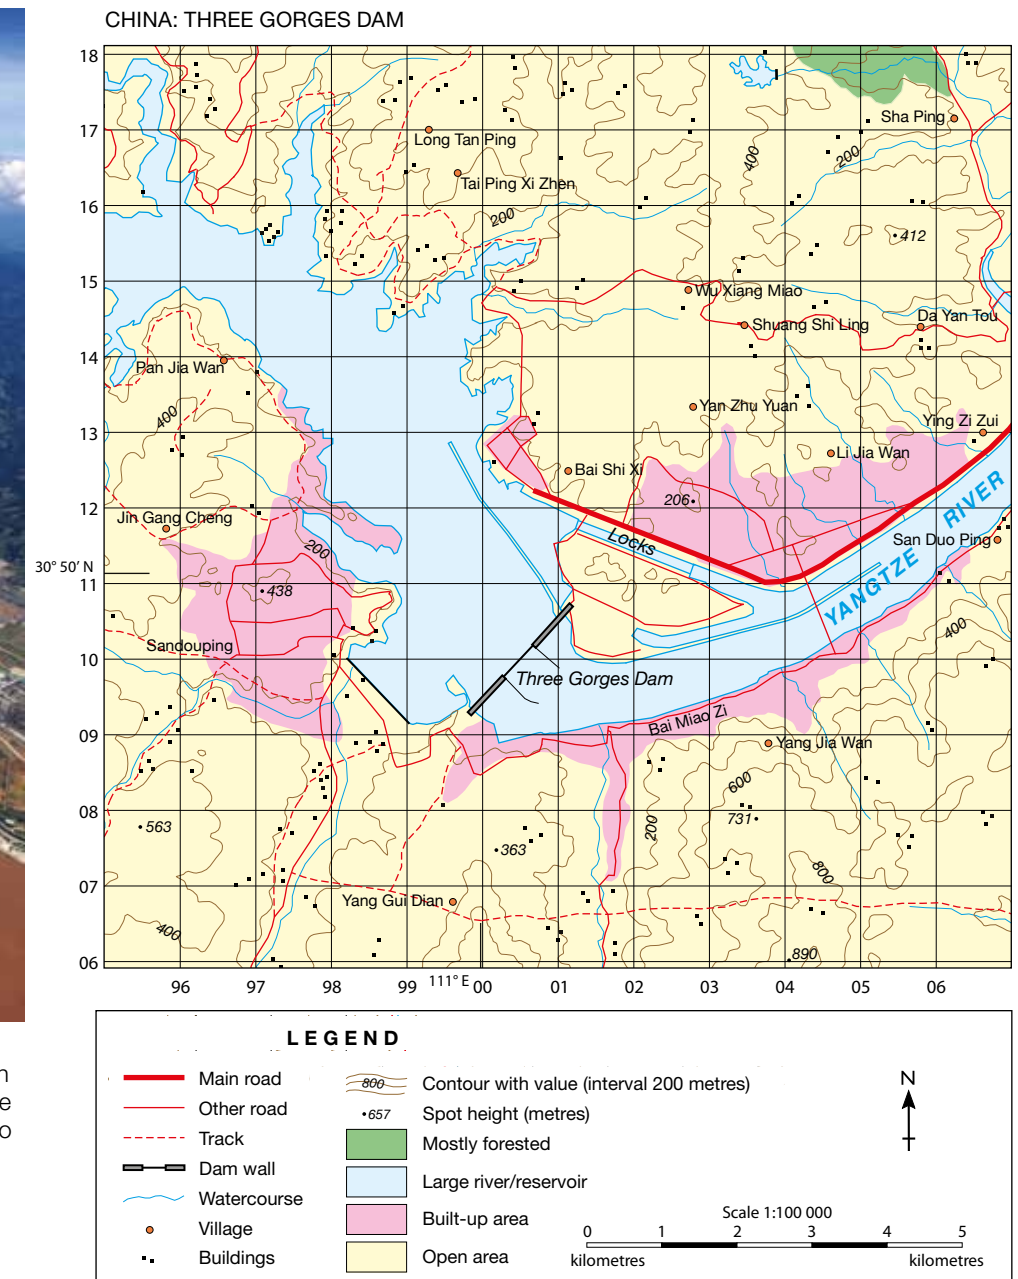 CHINA: THREE GORGES DAM
18
17
16
15
14
13
12
11
10
09
08
07
06
30° 50′ N
Sha Ping
Long Tan Ping
400
200
Tai Ping Xi Zhen
200
412
Wu Xiang Miao
Da Yan Tou
Shuang Shi Ling
Pan Jia Wan
400
Yan Zhu Yuan
Ying Zi Zui
Li Jia Wan
Bai Shi Xi
206
RIVER
Jin Gang Cheng
200
Locks
San Duo Ping
YANGTZE
438
400
Sandouping
Three Gorges Dam
Bai Miao Zi
Yang Jia Wan
600
731
563
200
363
800
Yang Gui Dian
400
890
96 97 98 99 111° E 00 01 02 03 04 05 06
LEGEND
Main road
Other road
Track
Dam wall
Watercourse
Village
Buildings
800 Contour with value (interval 200 metres)
657 Spot height (metres)
Mostly forested
Large river/reservoir
Built-up area
Open area
N
Scale 1:100 000
0 1 2 3 4 5
kilometres kilometres
n
e
o